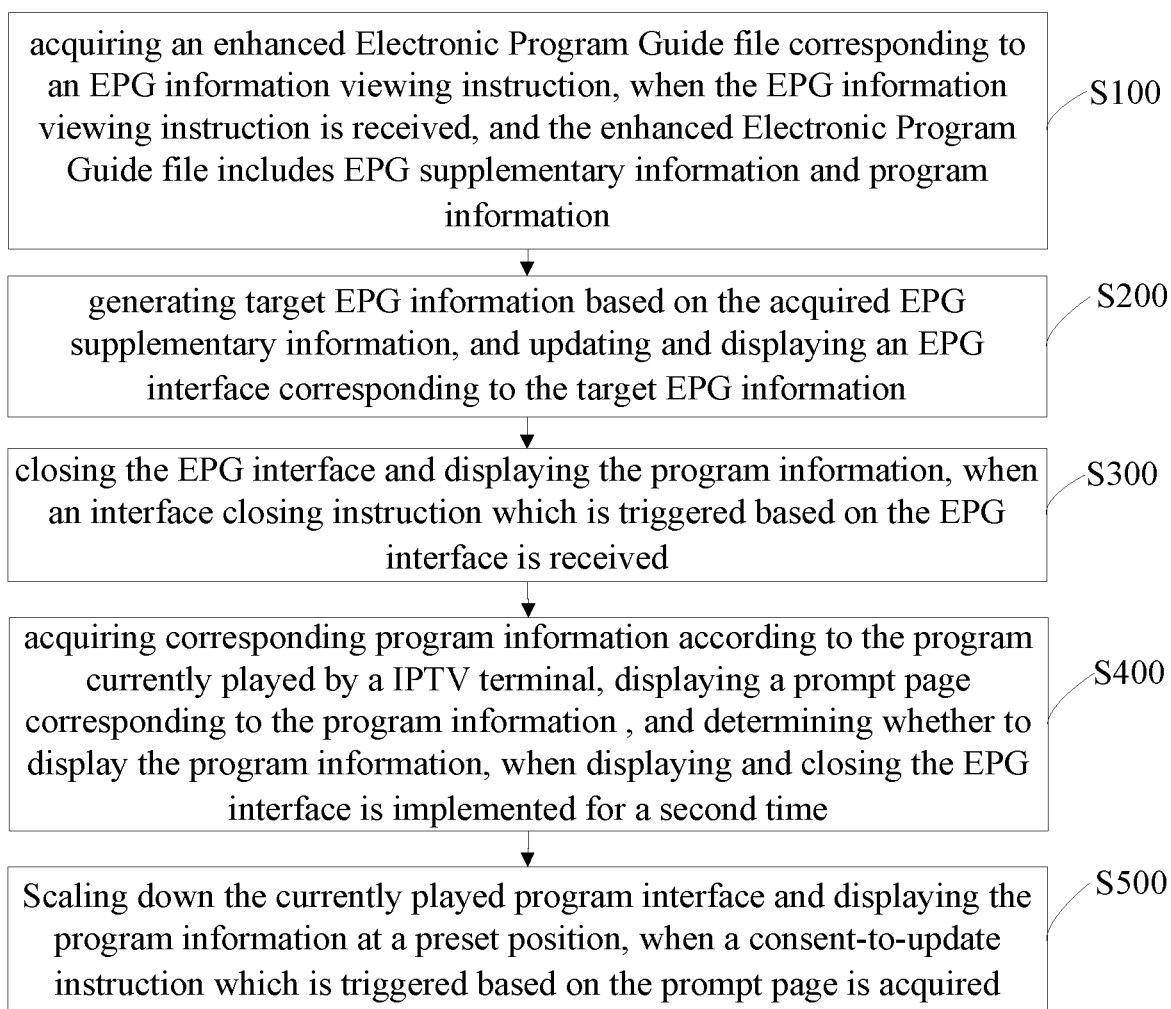 acquiring an enhanced Electronic Program Guide file corresponding to
an EPG information viewing instruction, when the EPG information
viewing instruction is received, and the enhanced Electronic Program
Guide file includes EPG supplementary information and program
information
S100
generating target EPG information based on the acquired EPG
supplementary information, and updating and displaying an EPG
interface corresponding to the target EPG information
S200
closing the EPG interface and displaying the program information, when
an interface closing instruction which is triggered based on the EPG
interface is received
S300
acquiring corresponding program information according to the program
currently played by a IPTV terminal, displaying a prompt page
corresponding to the program information , and determining whether to
display the program information, when displaying and closing the EPG
interface is implemented for a second time
S400
Scaling down the currently played program interface and displaying the
program information at a preset position, when a consent-to-update
instruction which is triggered based on the prompt page is acquired
S500